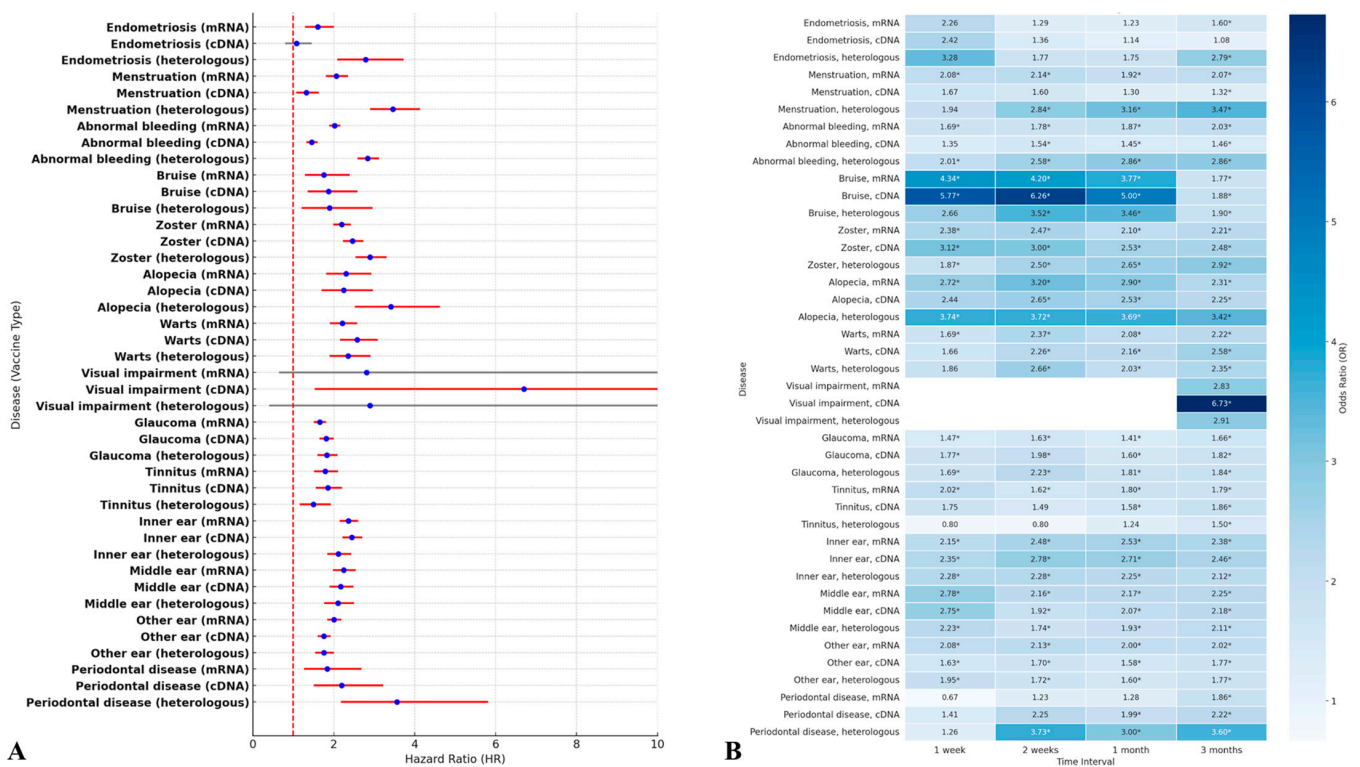 Disease (Vaccine Type)
Endometriosis (mRNA)
Endometriosis (cDNA)
Endometriosis (heterologous)
Menstruation (mRNA)
Menstruation (cDNA)
Menstruation (heterologous)
Abnormal bleeding (mRNA)
Abnormal bleeding (cDNA)
Abnormal bleeding (heterologous)
Bruise (mRNA)
Bruise (cDNA)
Bruise (heterologous)
Zoster (mRNA)
Zoster (cDNA)
Zoster (heterologous)
Alopecia (mRNA)
Alopecia (cDNA)
Alopecia (heterologous)
Warts (mRNA)
Warts (cDNA)
Warts (heterologous)
Visual impairment (mRNA)
Visual impairment (cDNA)
Visual impairment (heterologous)
Glaucoma (mRNA)
Glaucoma (cDNA)
Glaucoma (heterologous)
Tinnitus (mRNA)
Tinnitus (cDNA)
Tinnitus (heterologous)
Inner ear (mRNA)
Inner ear (cDNA)
Inner ear (heterologous)
Middle ear (mRNA)
Middle ear (cDNA)
Middle ear (heterologous)
Other ear (mRNA)
Other ear (cDNA)
Other ear (heterologous)
Periodontal disease (mRNA)
Periodontal disease (cDNA)
Periodontal disease (heterologous)
0 2 4 6 8 10
Hazard Ratio (HR)
A
Disease
Endometriosis, mRNA 2.26 1.29 1.23 1.60*
Endometriosis, cDNA 2.42 1.36 1.14 1.08
Endometriosis, heterologous 3.28 1.77 1.75 2.79*
Menstruation, mRNA 2.08* 2.14* 1.92* 2.07*
Menstruation, cDNA 1.67 1.60 1.30 1.32*
Menstruation, heterologous 1.94 2.84* 3.16* 3.47*
Abnormal bleeding, mRNA 1.69* 1.78* 1.87* 2.03*
Abnormal bleeding, cDNA 1.35 1.54* 1.45* 1.46*
Abnormal bleeding, heterologous 2.01* 2.58* 2.86* 2.86*
Bruise, mRNA 4.34* 4.20* 3.77* 1.77*
Bruise, cDNA 5.77* 6.26* 5.00* 1.88*
Bruise, heterologous 2.66 3.52* 3.46* 1.90*
Zoster, mRNA 2.38* 2.47* 2.10* 2.21*
Zoster, cDNA 3.12* 3.00* 2.53* 2.48*
Zoster, heterologous 1.87* 2.50* 2.65* 2.92*
Alopecia, mRNA 2.72* 3.20* 2.90* 2.31*
Alopecia, cDNA 2.44 2.65* 2.53* 2.25*
Alopecia, heterologous 3.74* 3.72* 3.69* 3.42*
Warts, mRNA 1.69* 2.37* 2.08* 2.22*
Warts, cDNA 1.66 2.26* 2.16* 2.58*
Warts, heterologous 1.86 2.66* 2.03* 2.35*
Visual impairment, mRNA 2.83
Visual impairment, cDNA 6.73*
Visual impairment, heterologous 2.91
Glaucoma, mRNA 1.47* 1.63* 1.41* 1.66*
Glaucoma, cDNA 1.77* 1.98* 1.60* 1.82*
Glaucoma, heterologous 1.69* 2.23* 1.81* 1.84*
Tinnitus, mRNA 2.02* 1.62* 1.80* 1.79*
Tinnitus, cDNA 1.75 1.49 1.58* 1.86*
Tinnitus, heterologous 0.80 0.80 1.24 1.50*
Inner ear, mRNA 2.15* 2.48* 2.53* 2.38*
Inner ear, cDNA 2.35* 2.78* 2.71* 2.46*
Inner ear, heterologous 2.28* 2.28* 2.25* 2.12*
Middle ear, mRNA 2.78* 2.16* 2.17* 2.25*
Middle ear, cDNA 2.75* 1.92* 2.07* 2.18*
Middle ear, heterologous 2.23* 1.74* 1.93* 2.11*
Other ear, mRNA 2.08* 2.13* 2.00* 2.02*
Other ear, cDNA 1.63* 1.70* 1.58* 1.77*
Other ear, heterologous 1.95* 1.72* 1.60* 1.77*
Periodontal disease, mRNA 0.67 1.23 1.28 1.86*
Periodontal disease, cDNA 1.41 2.25 1.99* 2.22*
Periodontal disease, heterologous 1.26 3.73* 3.00* 3.60*
1 week 2 weeks 1 month 3 months
Time Interval
6
5
4
3
2
1
Odds Ratio (OR)
B